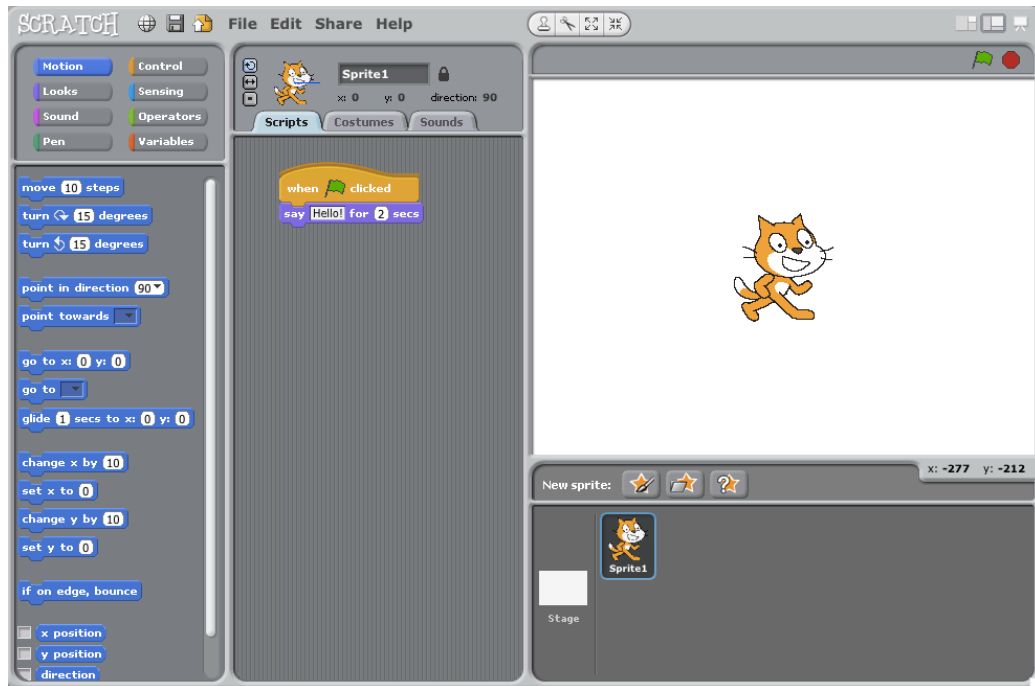 SCRATCH File Edit Share Help
Motion Control
Looks Sensing
Sound Operators
Pen Variables
move 10 steps
turn 15 degrees
turn 15 degrees
point in direction 90
point towards
go to x: 0 y: 0
go to
glide 1 secs to x: 0 y: 0
change x by 10
set x to 0
change y by 10
set y to 0
if on edge, bounce
x position
y position
direction
Sprite1
x: 0 y: 0 direction: 90
Scripts Costumes Sounds
when clicked
say Hello! for 2 secs
x: -277 y: -212
New sprite:
Sprite1
Stage